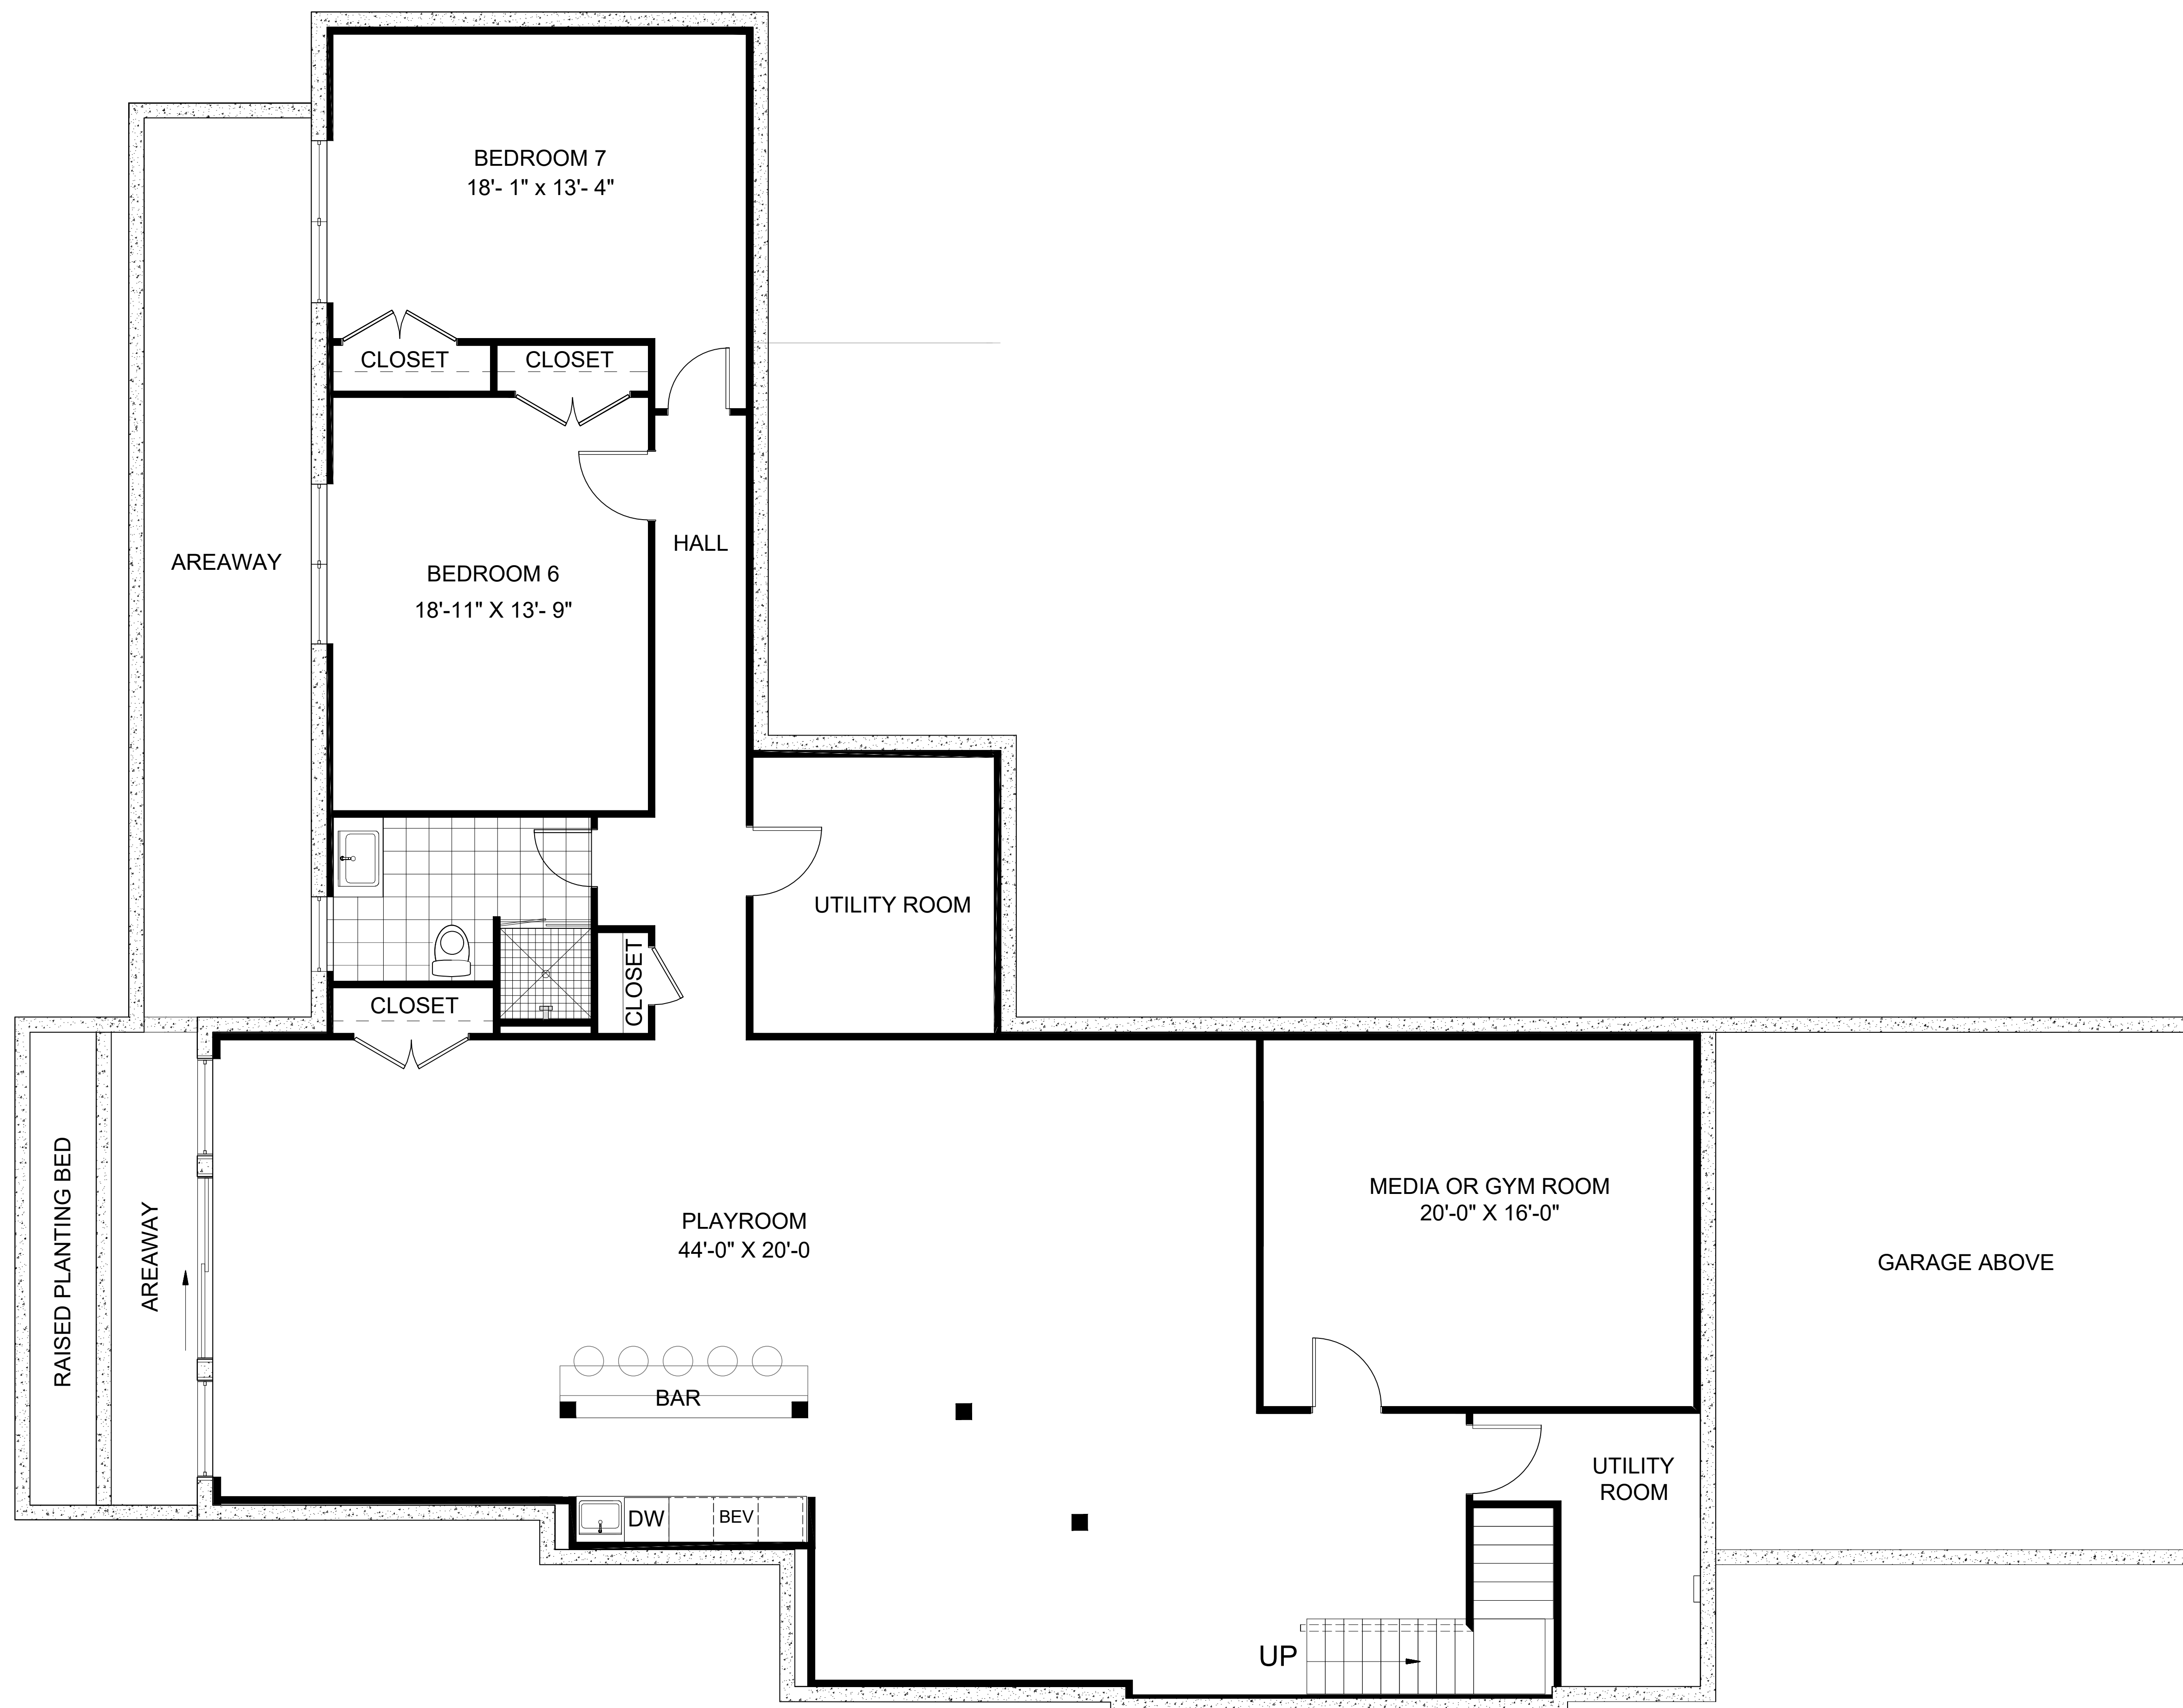 BEDROOM 7
18'- 1" x 13'- 4"
CLOSET
CLOSET
AREAWAY
HALL
BEDROOM 6
18'-11" X 13'- 9"
UTILITY ROOM
CLOSET
CLOSET
RAISED PLANTING BED
AREAWAY
PLAYROOM
44'-0" X 20'-0
MEDIA OR GYM ROOM
20'-0" X 16'-0"
GARAGE ABOVE
BAR
UTILITY
ROOM
DW
BEV
UP